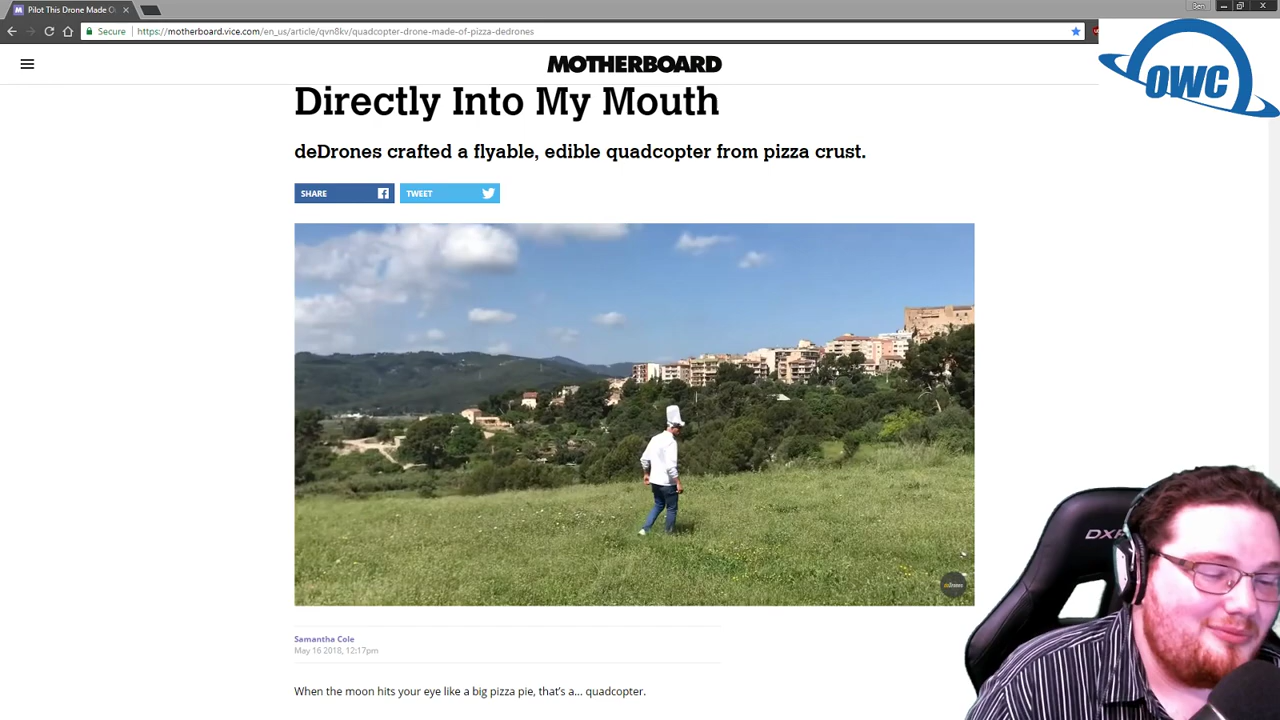 Pilot This Drone Made O
Ben
Secure
https://motherboard.vice.com/en_us/article/qvn8kv/quadcopter-drone-made-of-pizza-dedrones
MOTHERBOARD
OWC
Directly Into My Mouth
deDrones crafted a flyable, edible quadcopter from pizza crust.
SHARE
TWEET
DXR
Samantha Cole
May 16 2018, 12:17pm
When the moon hits your eye like a big pizza pie, that's a... quadcopter.